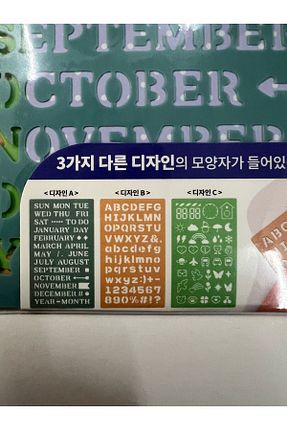 SEPTEMBER
OCTOBER
NOVEMBER
3가지 다른 디자인의 모양자가 들어있
<디자인 A>
<디자인 B>
<디자인 C>
SUN MON TUE
WED THU FRI
SAT ···· TO DO
JANUARY DAY
FEBRUARY
MARCH APRIL
MAY / . JUNE
JULY AUGUST
SEPTEMBER
OCTOBER
NOVEMBER
DECEMBER #
YEAR-MONTH
ABCDEFG
HIJKLMN
OPQRSTU
VWXYZ&.
abcdefg
hijklmno
pqrstuv
wxyz:)+-
1234567
890%#!?
88:88